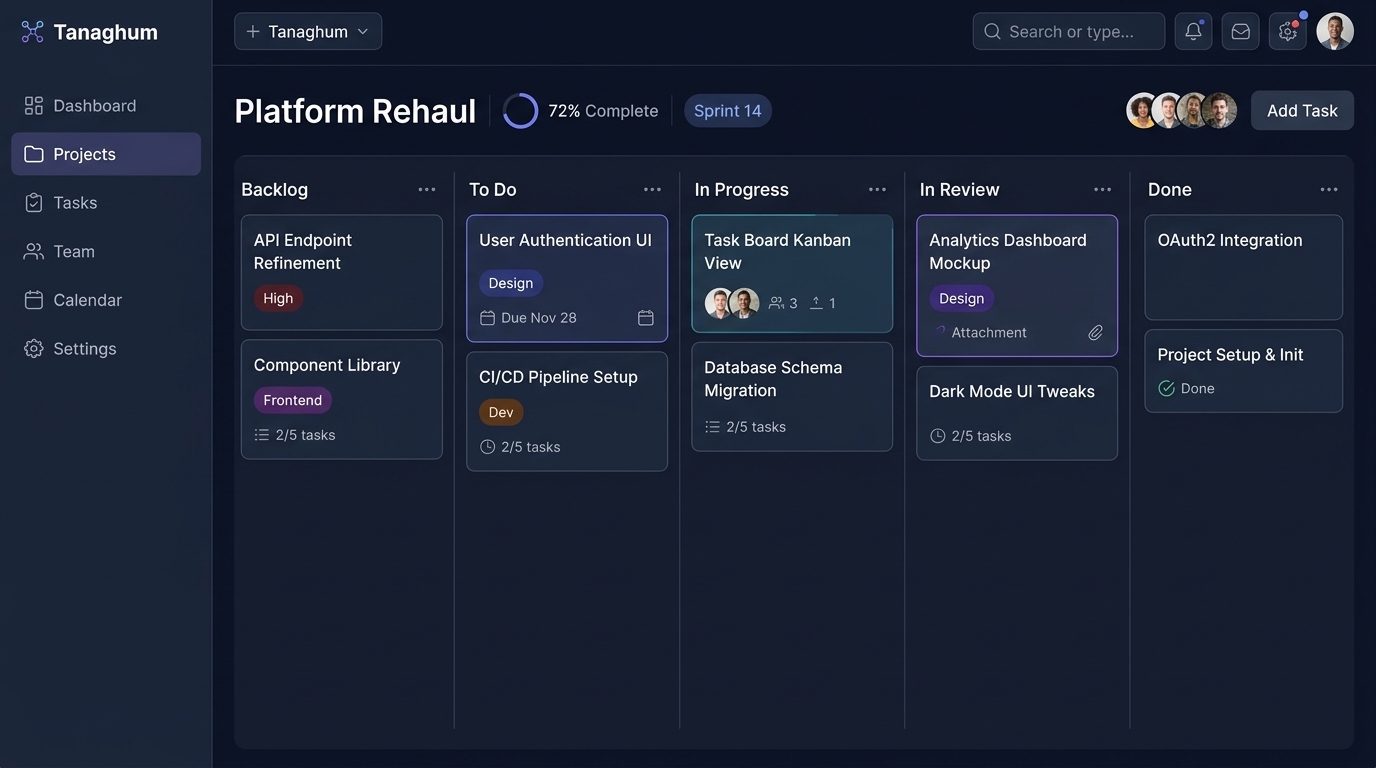 Tanaghum
Dashboard
Projects
Tasks
Team
Calendar
Settings
Tanaghum
Search or type...
Platform Rehaul
72% Complete
Sprint 14
Add Task
Backlog
API Endpoint
Refinement
High
Component Library
Frontend
2/5 tasks
To Do
User Authentication UI
Design
Due Nov 28
CI/CD Pipeline Setup
Dev
2/5 tasks
In Progress
Task Board Kanban
View
3
1
Database Schema
Migration
2/5 tasks
In Review
Analytics Dashboard
Mockup
Design
Attachment
Dark Mode UI Tweaks
2/5 tasks
Done
OAuth2 Integration
Project Setup & Init
Done